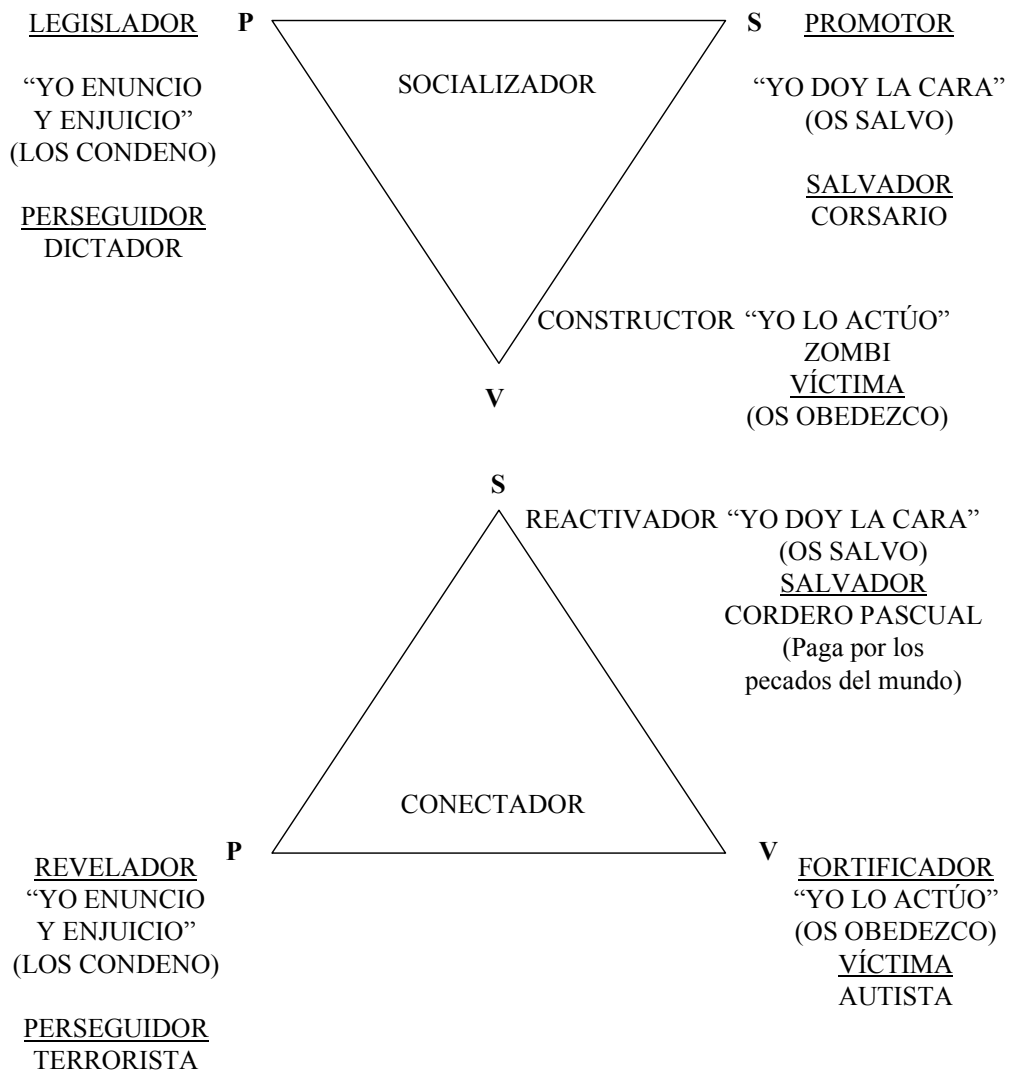 LEGISLADOR P S PROMOTOR
“YO ENUNCIO
Y ENJUICIO”
(LOS CONDENO)
PERSEGUIDOR
DICTADOR
SOCIALIZADOR
“YO DOY LA CARA”
(OS SALVO)
SALVADOR
CORSARIO
CONSTRUCTOR “YO LO ACTÚO”
ZOMBI
VÍCTIMA
(OS OBEDEZCO)
V
S
REACTIVADOR “YO DOY LA CARA”
(OS SALVO)
SALVADOR
CORDERO PASCUAL
(Paga por los
pecados del mundo)
CONECTADOR
P
REVELADOR
“YO ENUNCIO
Y ENJUICIO”
(LOS CONDENO)
PERSEGUIDOR
TERRORISTA
V
FORTIFICADOR
“YO LO ACTÚO”
(OS OBEDEZCO)
VÍCTIMA
AUTISTA